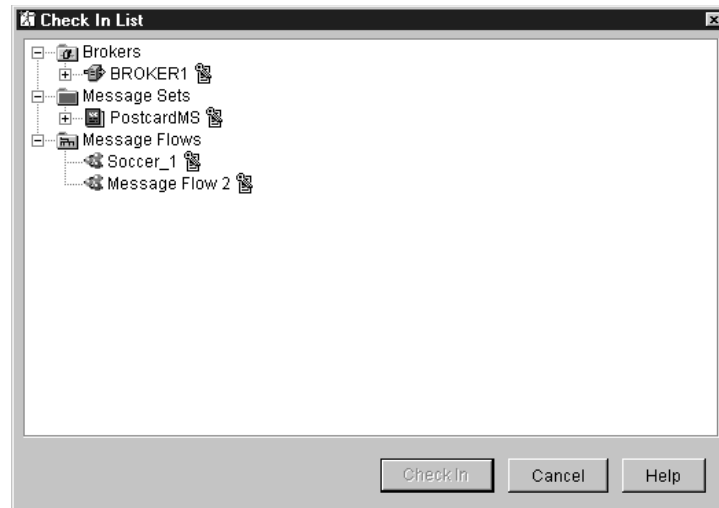 Check In List
Brokers
BROKER1
Message Sets
PostcardMS
Message Flows
Soccer_1
Message Flow 2
Check In Cancel Help